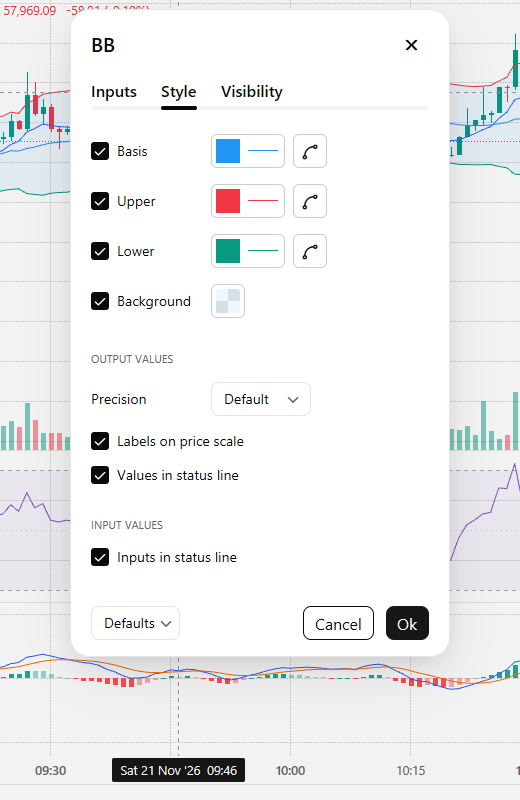 57,969.09
BB
Inputs Style Visibility
Basis
Upper
Lower
Background
OUTPUT VALUES
Precision Default
Labels on price scale
Values in status line
INPUT VALUES
Inputs in status line
Defaults Cancel Ok
09:30 Sat 21 Nov '26 09:46 10:00 10:15